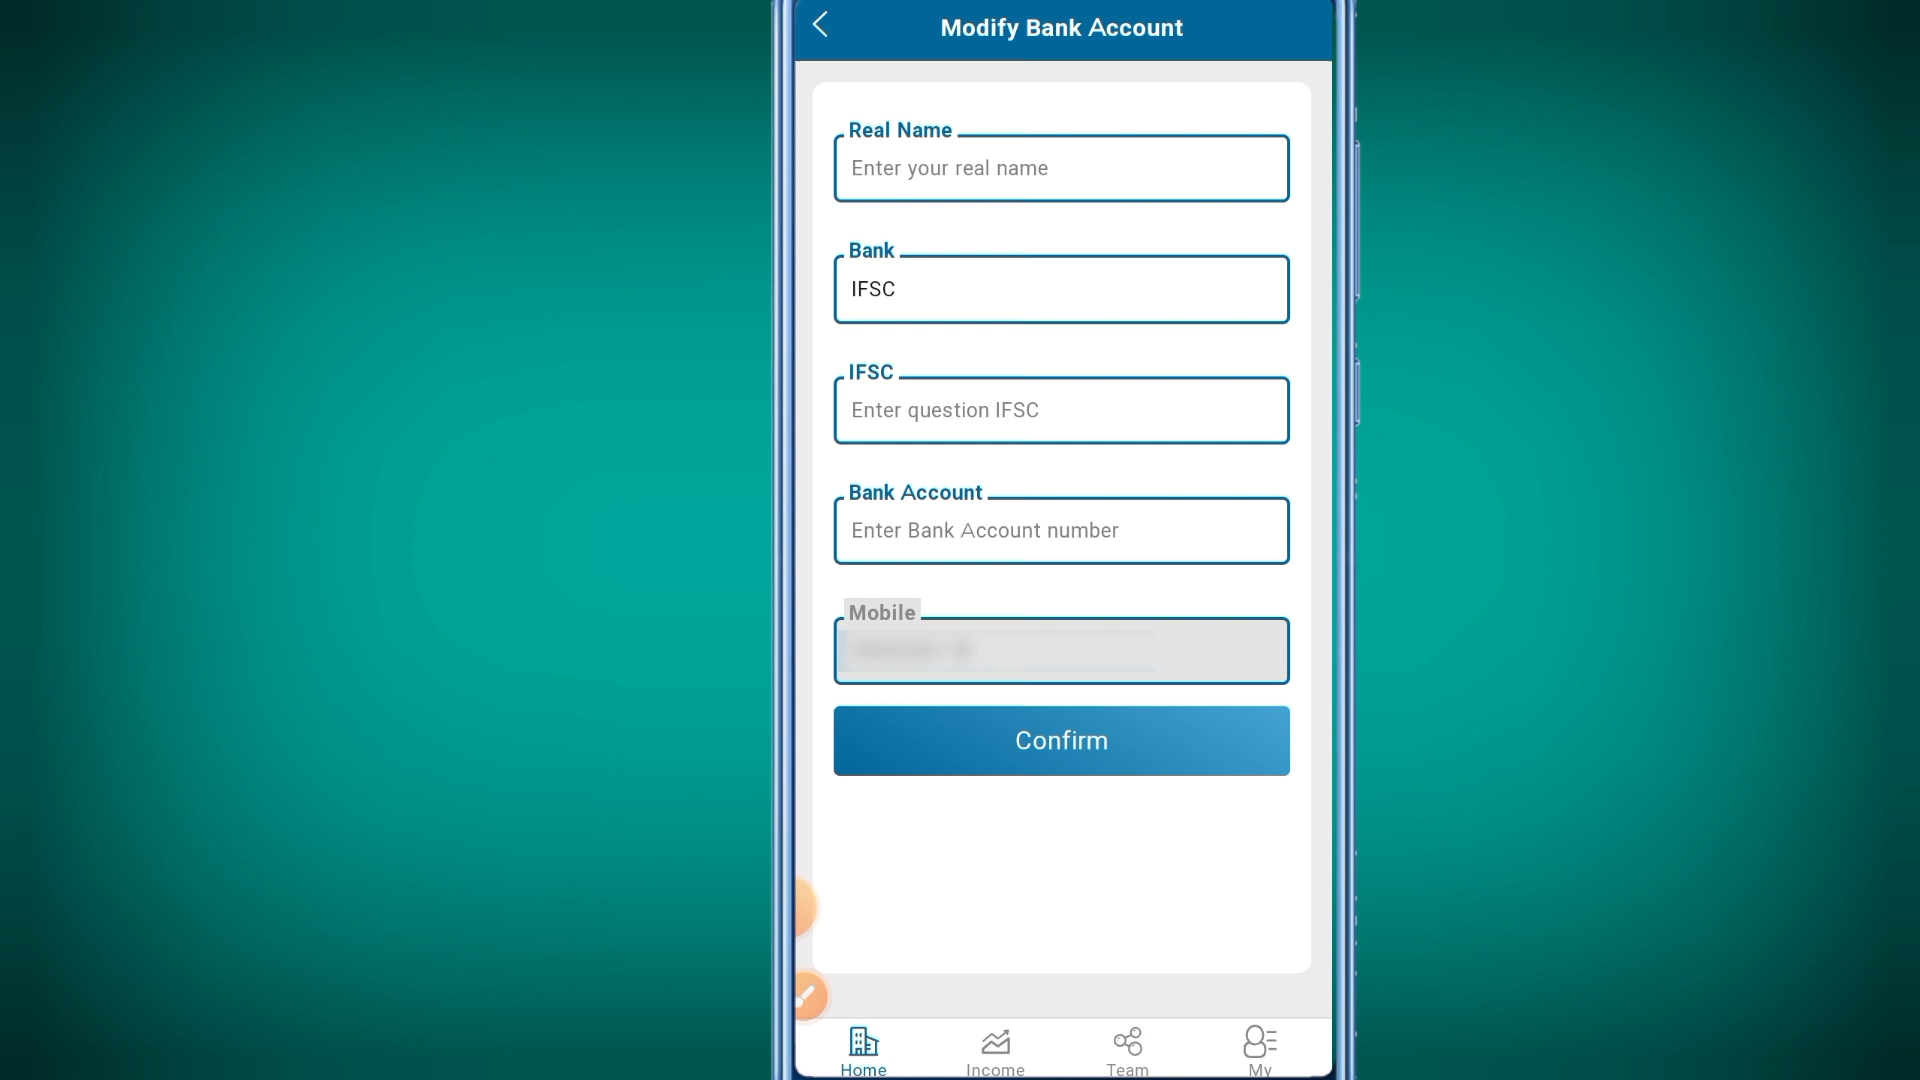 Modify Bank Account
Real Name
Enter your real name
Bank
IFSC
IFSC
Enter question IFSC
Bank Account
Enter Bank Account number
Mobile
Confirm
Home
Income
Team
My